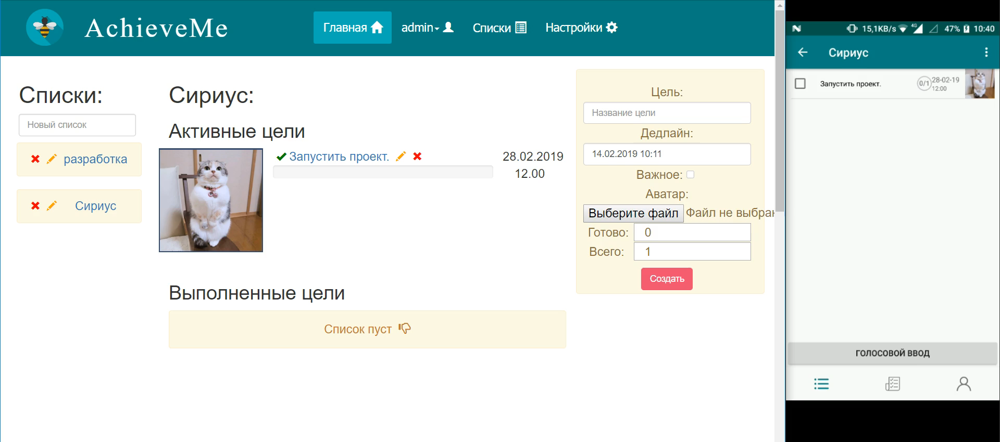 AchieveMe
Главная
admin
Списки
Настройки
Списки:
Новый список
разработка
Сириус
Сириус:
Активные цели
Запустить проект.
28.02.2019
12.00
Выполненные цели
Список пуст
Цель:
Название цели
Дедлайн:
14.02.2019 10:11
Важное:
Аватар:
Выберите файл Файл не выбран
Готово: 0
Всего: 1
Создать
15,1KB/s 4G 47% 10:40
Сириус
Запустить проект. 0/1 28-02-19
12:00
ГОЛОСОВОЙ ВВОД